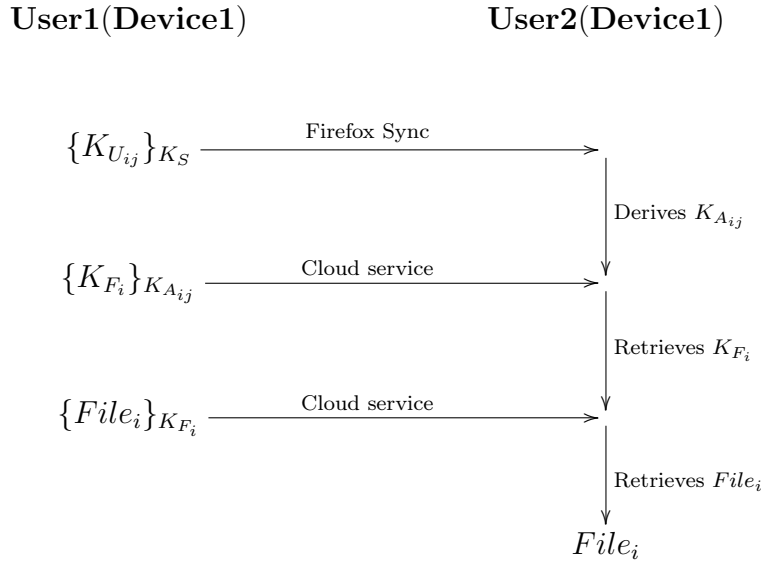 User1(Device1) User2(Device1)
{K_{U_{ij}}}_{K_S} Firefox Sync
Derives K_{A_{ij}}
{K_{F_i}}_{K_{A_{ij}}} Cloud service
Retrieves K_{F_i}
{File_i}_{K_{F_i}} Cloud service
Retrieves File_i
File_i